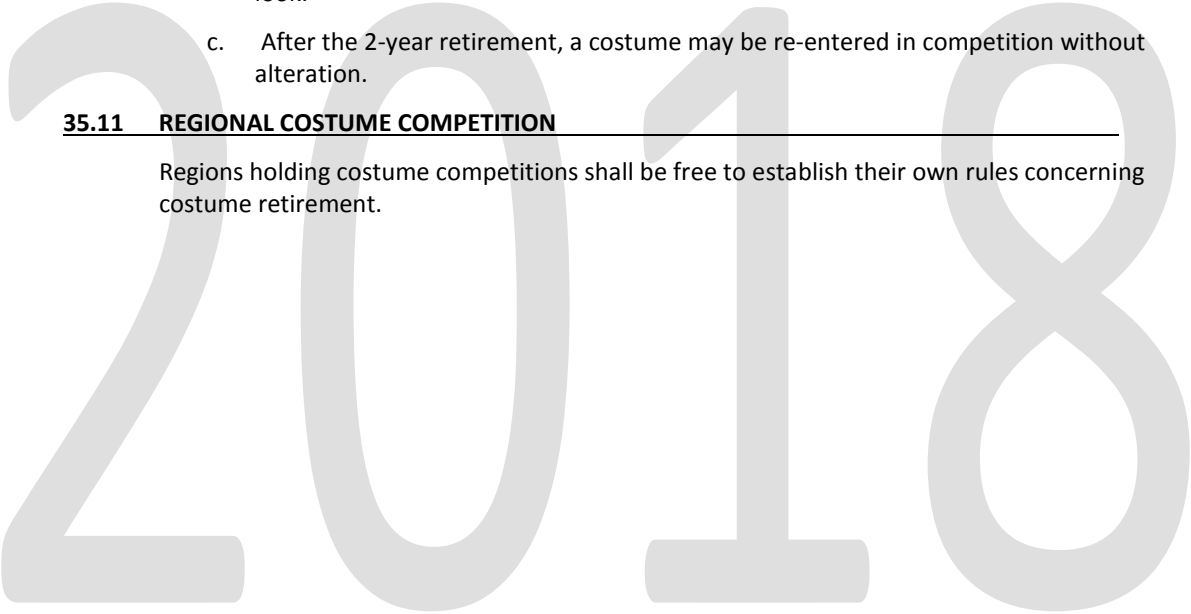 look.
c. After the 2-year retirement, a costume may be re-entered in competition without
alteration.
35.11 REGIONAL COSTUME COMPETITION
Regions holding costume competitions shall be free to establish their own rules concerning
costume retirement.
2018